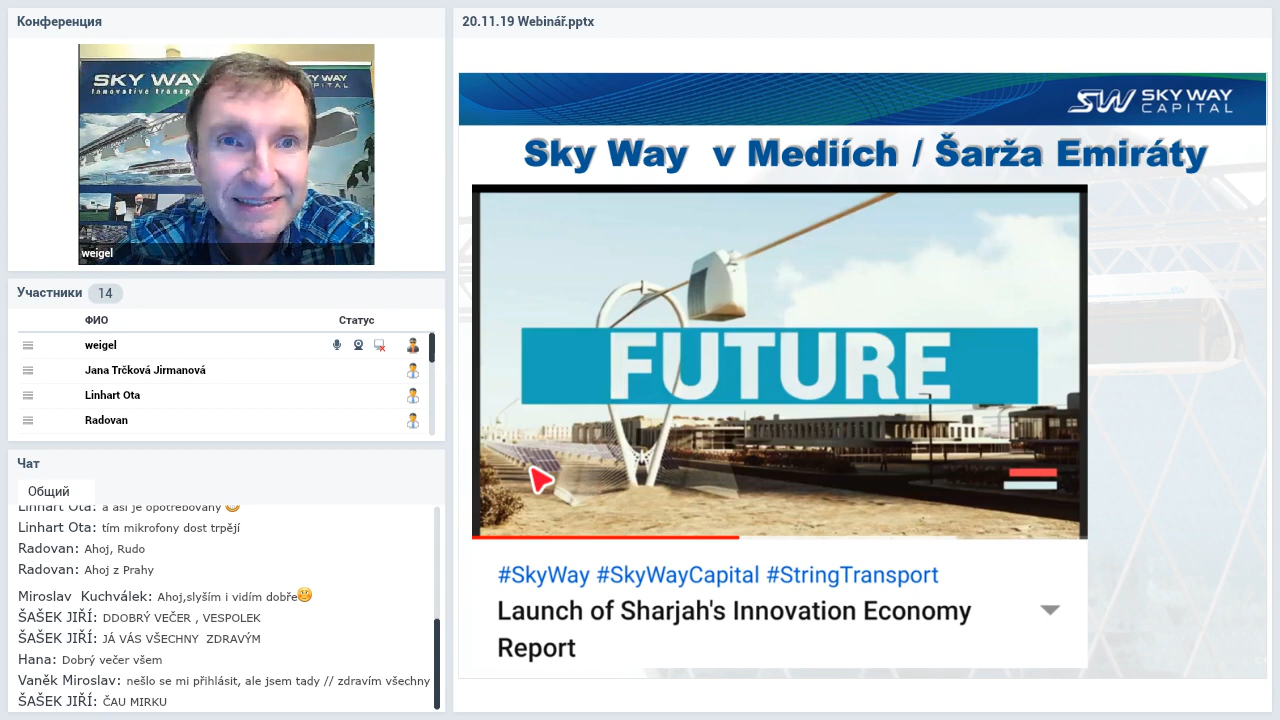 Конференция
SKY WAY
Innovative transp
SKY WAY
weigel
Участники 14
ФИО Статус
weigel
Jana Trčková Jirmanová
Linhart Ota
Radovan
Чат
Общий
Linhart Ota: a asi je opotřebovaný
Linhart Ota: tím mikrofony dost trpějí
Radovan: Ahoj, Rudo
Radovan: Ahoj z Prahy
Miroslav Kuchválek: Ahoj,slyším i vidím dobře
ŠAŠEK JIŘÍ: DDOBRÝ VEČER , VESPOLEK
ŠAŠEK JIŘÍ: JÁ VÁS VŠECHNY ZDRAVÝM
Hana: Dobrý večer všem
Vaněk Miroslav: nešlo se mi přihlásit, ale jsem tady // zdravím všechny
ŠAŠEK JIŘÍ: ČAU MIRKU
20.11.19 Webinář.pptx
SW SKY WAY
CAPITAL
Sky Way v Mediích / Šarža Emiráty
FUTURE
#SkyWay #SkyWayCapital #StringTransport
Launch of Sharjah's Innovation Economy
Report